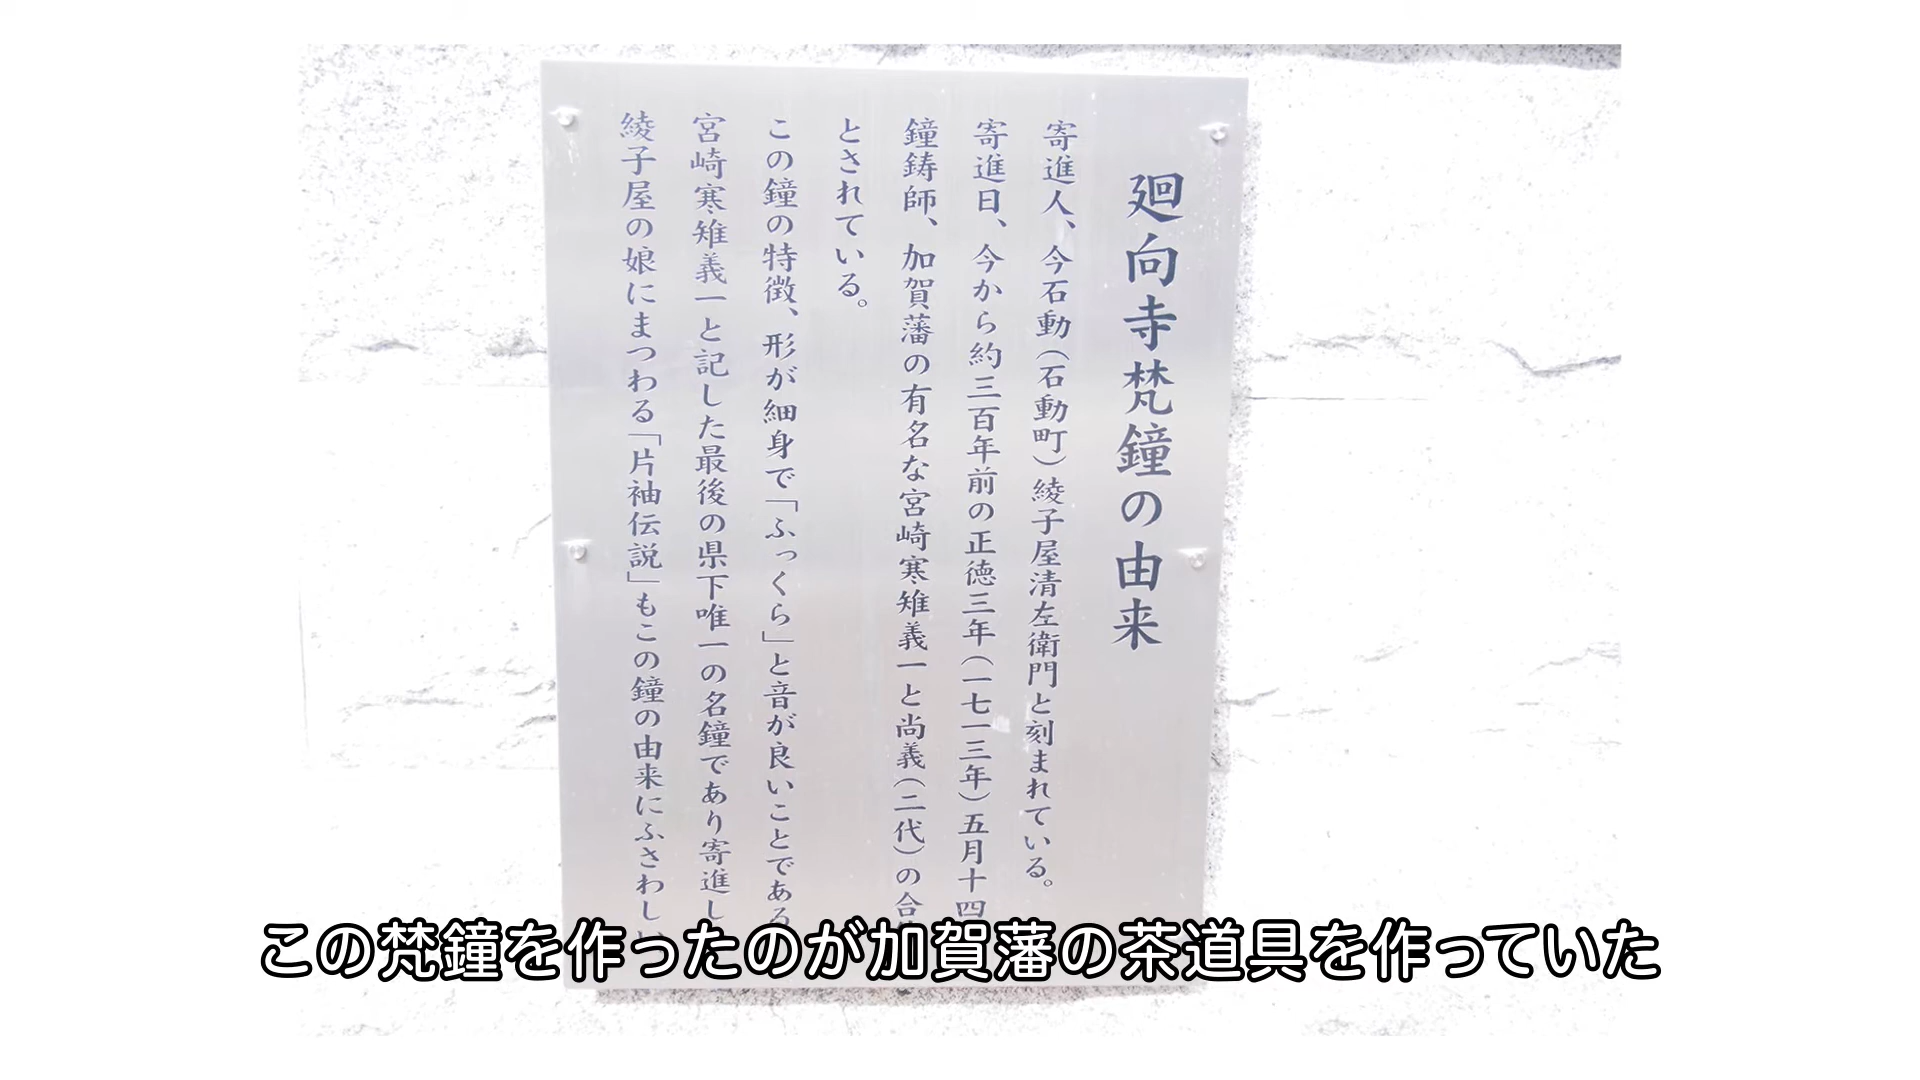 廻向寺梵鐘の由来
寄進人、今石動(石動町)綾子屋清左衛門と刻まれている。
寄進日、今から約三百年前の正徳三年(一七一三年)五月十四
鐘鋳師、加賀藩の有名な宮崎寒雉義一と尚義(二代)の合
とされている。
この鐘の特徴、形が細身で「ふっくら」と音が良いことである
宮崎寒雉義一と記した最後の県下唯一の名鐘であり寄進し
綾子屋の娘にまつわる「片袖伝説」もこの鐘の由来にふさわしい
この梵鐘を作ったのが加賀藩の茶道具を作っていた